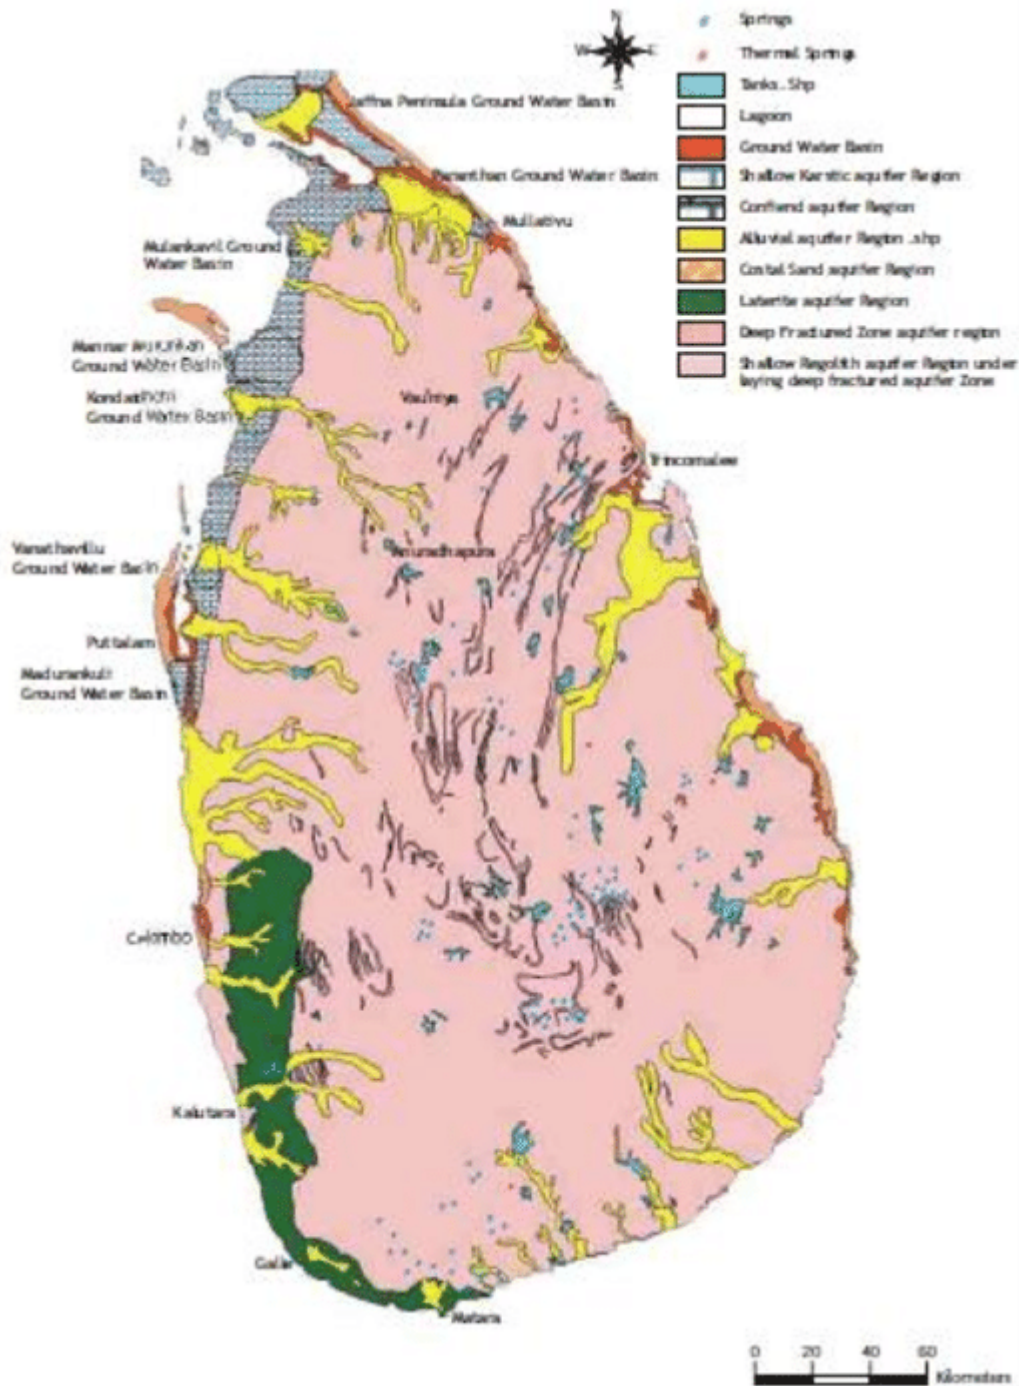 N
W E
S
Springs
Thermal Springs
Tanks .Shp
Lagoon
Ground Water Basin
Shallow Karstic aquifer Region
Confiend aquifer Region
Alluvial aquifer Region .shp
Costal Sand aquifer Region
Laterite aquifer Region
Deep Fractured Zone aquifer region
Shallow Regolith aquifer Region under
laying deep fractured aquifer Zone
Jaffna Peninsula Ground Water Basin
Paranthan Ground Water Basin
Mullativu
Mulankavil Ground
Water Basin
Mannar
Ground Water Basin
Ground Water Basin
Vauniya
Trincomalee
Anuradhapura
Vanathavillu
Ground Water Basin
Puttalam
Madurankuli
Ground Water Basin
Colombo
Kalutara
Galle
Matara
0 20 40 60
Kilometers